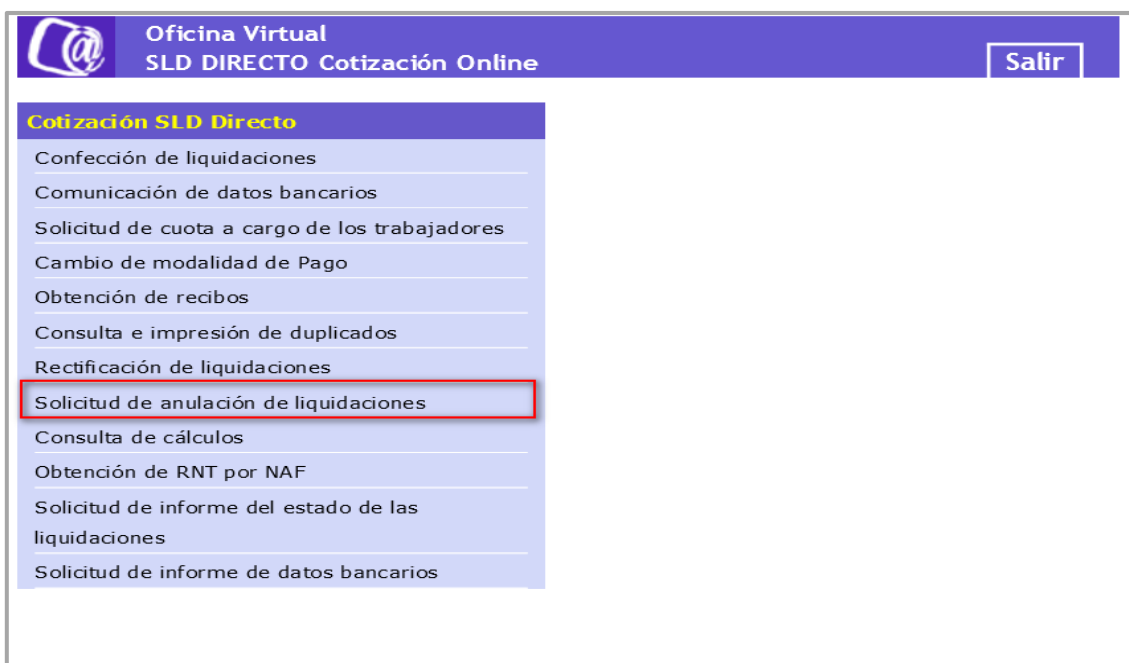 Oficina Virtual
SLD DIRECTO Cotización Online
Salir
Cotización SLD Directo
Confección de liquidaciones
Comunicación de datos bancarios
Solicitud de cuota a cargo de los trabajadores
Cambio de modalidad de Pago
Obtención de recibos
Consulta e impresión de duplicados
Rectificación de liquidaciones
Solicitud de anulación de liquidaciones
Consulta de cálculos
Obtención de RNT por NAF
Solicitud de informe del estado de las
liquidaciones
Solicitud de informe de datos bancarios